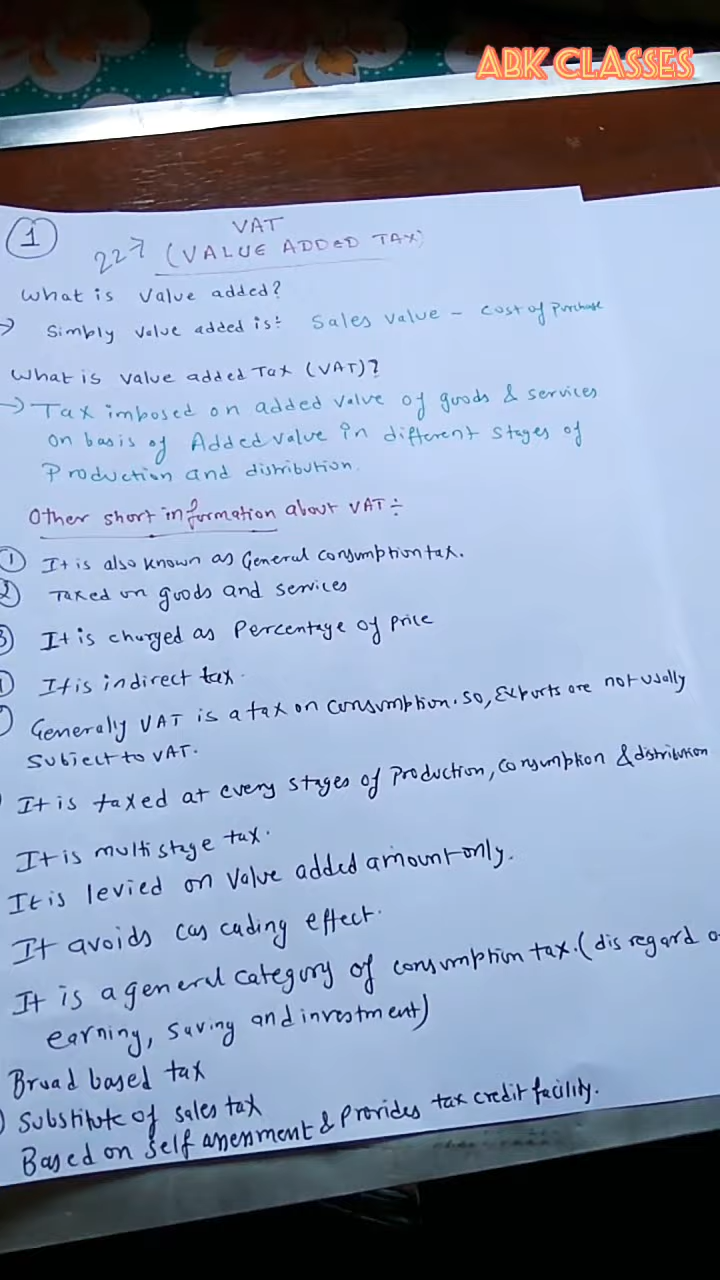 ABK CLASSES
1
VAT
227 (VALUE ADDED TAX)
What is Value added?
→ Simply value added is÷ Sales value - cost of purchase
What is value added Tax (VAT)?
→ Tax imposed on added value of goods & services
on basis of Added value in different stages of
Production and distribution.
Other short information about VAT÷
1 It is also known as General consumption tax.
2 Taxed on goods and services
3) It is charged as Percentage of price
It is indirect tax.
Generally VAT is a tax on consumption. so, Exports are not usally
subject to VAT.
It is taxed at every stages of production, consumption & distribution
It is multistage tax.
It is levied on Value added amount only.
It avoids cascading effect.
It is a general category of consumption tax. (disregard o
earning, saving and investment)
Broad based tax
) Substitute of sales tax
Based on self assessment & Provides tax credit facility.